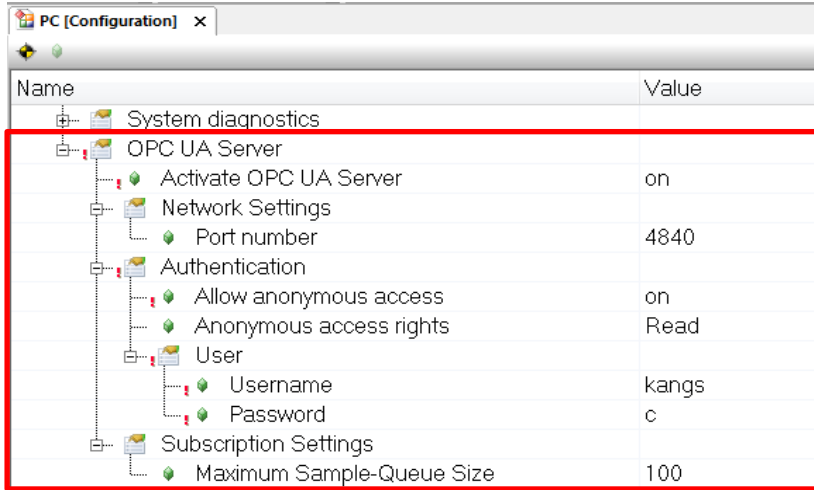 PC [Configuration] X
Name Value
System diagnostics
OPC UA Server
Activate OPC UA Server on
Network Settings
Port number 4840
Authentication
Allow anonymous access on
Anonymous access rights Read
User
Username kangs
Password c
Subscription Settings
Maximum Sample-Queue Size 100